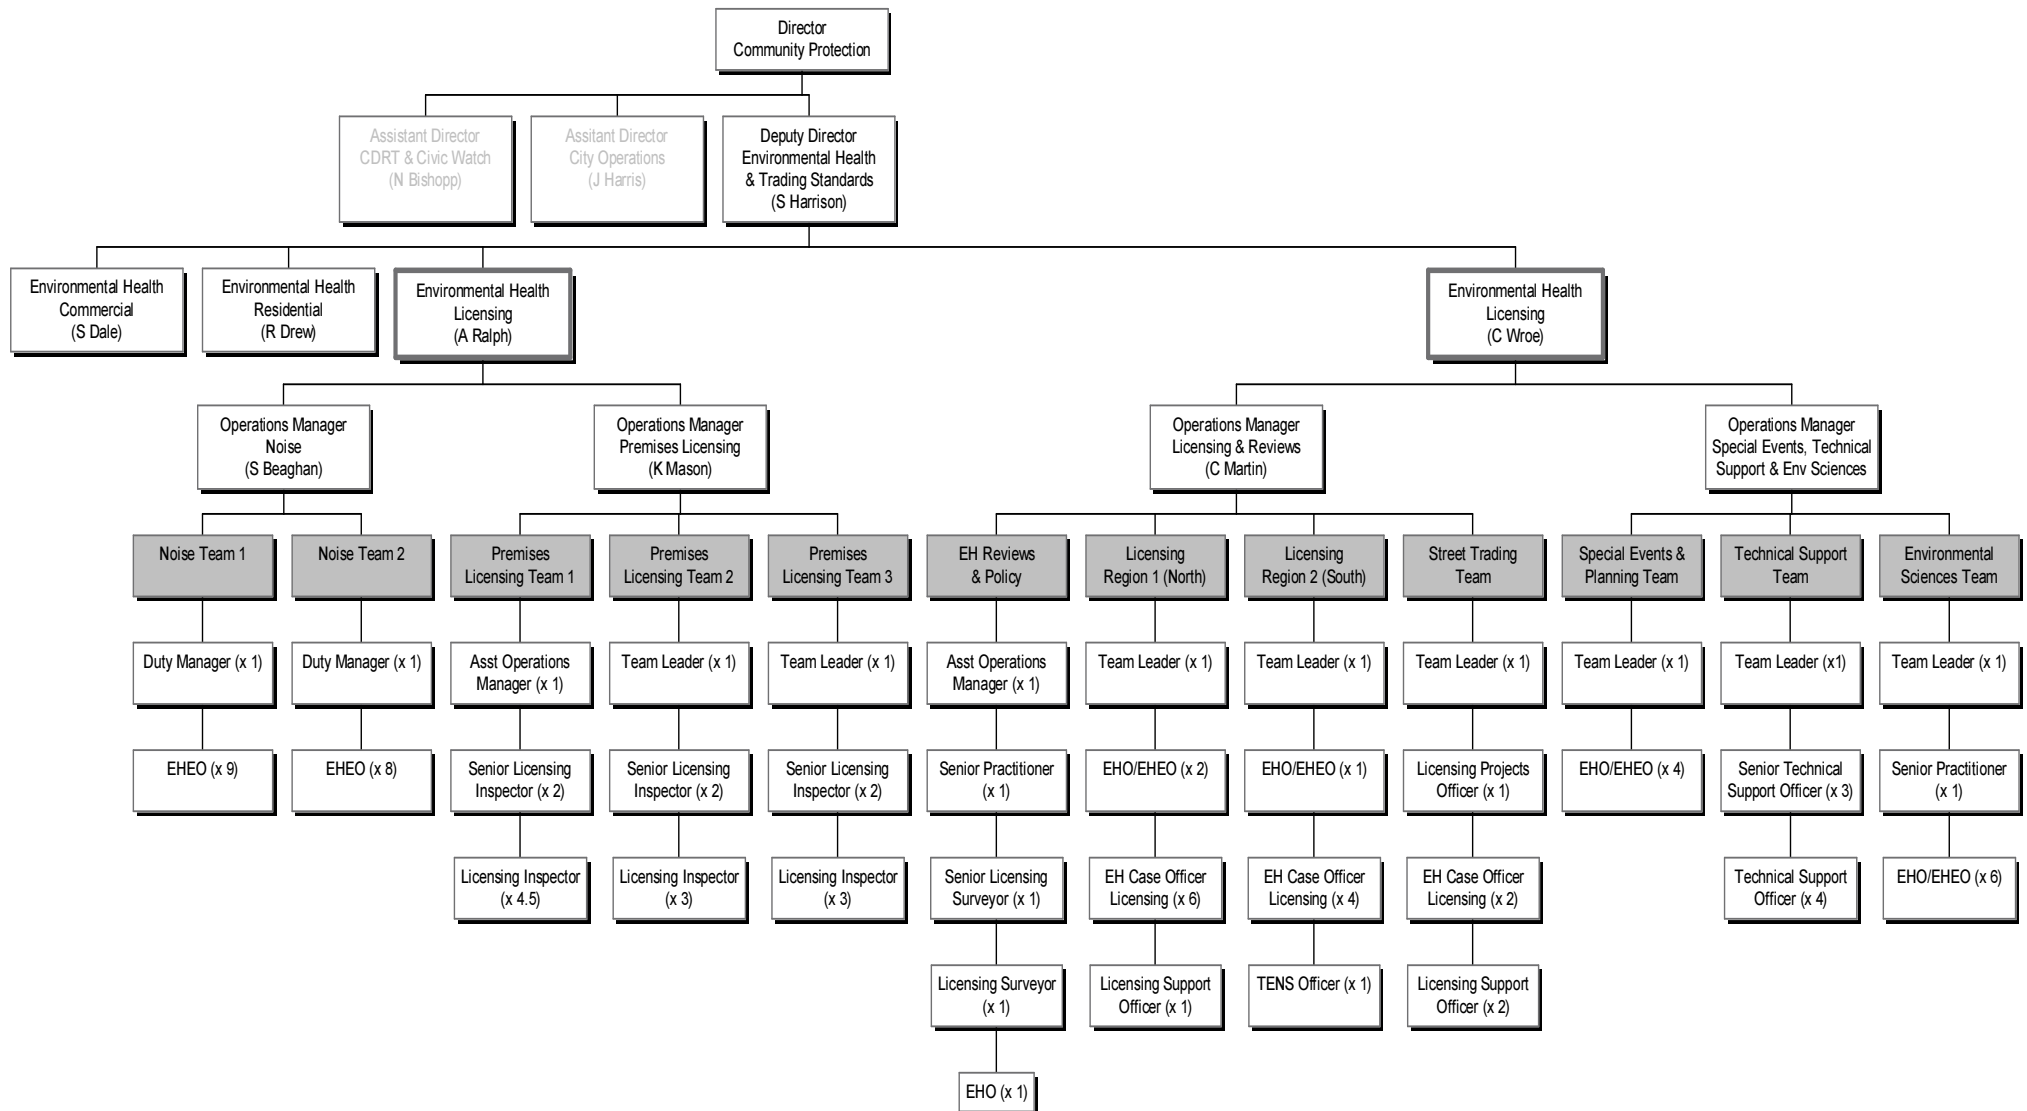 Director
Community Protection
Assistant Director
CDRT & Civic Watch
(N Bishopp)
Assitant Director
City Operations
(J Harris)
Deputy Director
Environmental Health
& Trading Standards
(S Harrison)
Environmental Health
Commercial
(S Dale)
Environmental Health
Residential
(R Drew)
Environmental Health
Licensing
(A Ralph)
Environmental Health
Licensing
(C Wroe)
Operations Manager
Noise
(S Beaghan)
Operations Manager
Premises Licensing
(K Mason)
Operations Manager
Licensing & Reviews
(C Martin)
Operations Manager
Special Events, Technical
Support & Env Sciences
Noise Team 1
Noise Team 2
Premises
Licensing Team 1
Premises
Licensing Team 2
Premises
Licensing Team 3
EH Reviews
& Policy
Licensing
Region 1 (North)
Licensing
Region 2 (South)
Street Trading
Team
Special Events &
Planning Team
Technical Support
Team
Environmental
Sciences Team
Duty Manager (x 1)
Duty Manager (x 1)
Asst Operations
Manager (x 1)
Team Leader (x 1)
Team Leader (x 1)
Asst Operations
Manager (x 1)
Team Leader (x 1)
Team Leader (x 1)
Team Leader (x 1)
Team Leader (x 1)
Team Leader (x1)
Team Leader (x 1)
EHEO (x 9)
EHEO (x 8)
Senior Licensing
Inspector (x 2)
Senior Licensing
Inspector (x 2)
Senior Licensing
Inspector (x 2)
Senior Practitioner
(x 1)
EHO/EHEO (x 2)
EHO/EHEO (x 1)
Licensing Projects
Officer (x 1)
EHO/EHEO (x 4)
Senior Technical
Support Officer (x 3)
Senior Practitioner
(x 1)
Licensing Inspector
(x 4.5)
Licensing Inspector
(x 3)
Licensing Inspector
(x 3)
Senior Licensing
Surveyor (x 1)
EH Case Officer
Licensing (x 6)
EH Case Officer
Licensing (x 4)
EH Case Officer
Licensing (x 2)
Technical Support
Officer (x 4)
EHO/EHEO (x 6)
Licensing Surveyor
(x 1)
Licensing Support
Officer (x 1)
TENS Officer (x 1)
Licensing Support
Officer (x 2)
EHO (x 1)